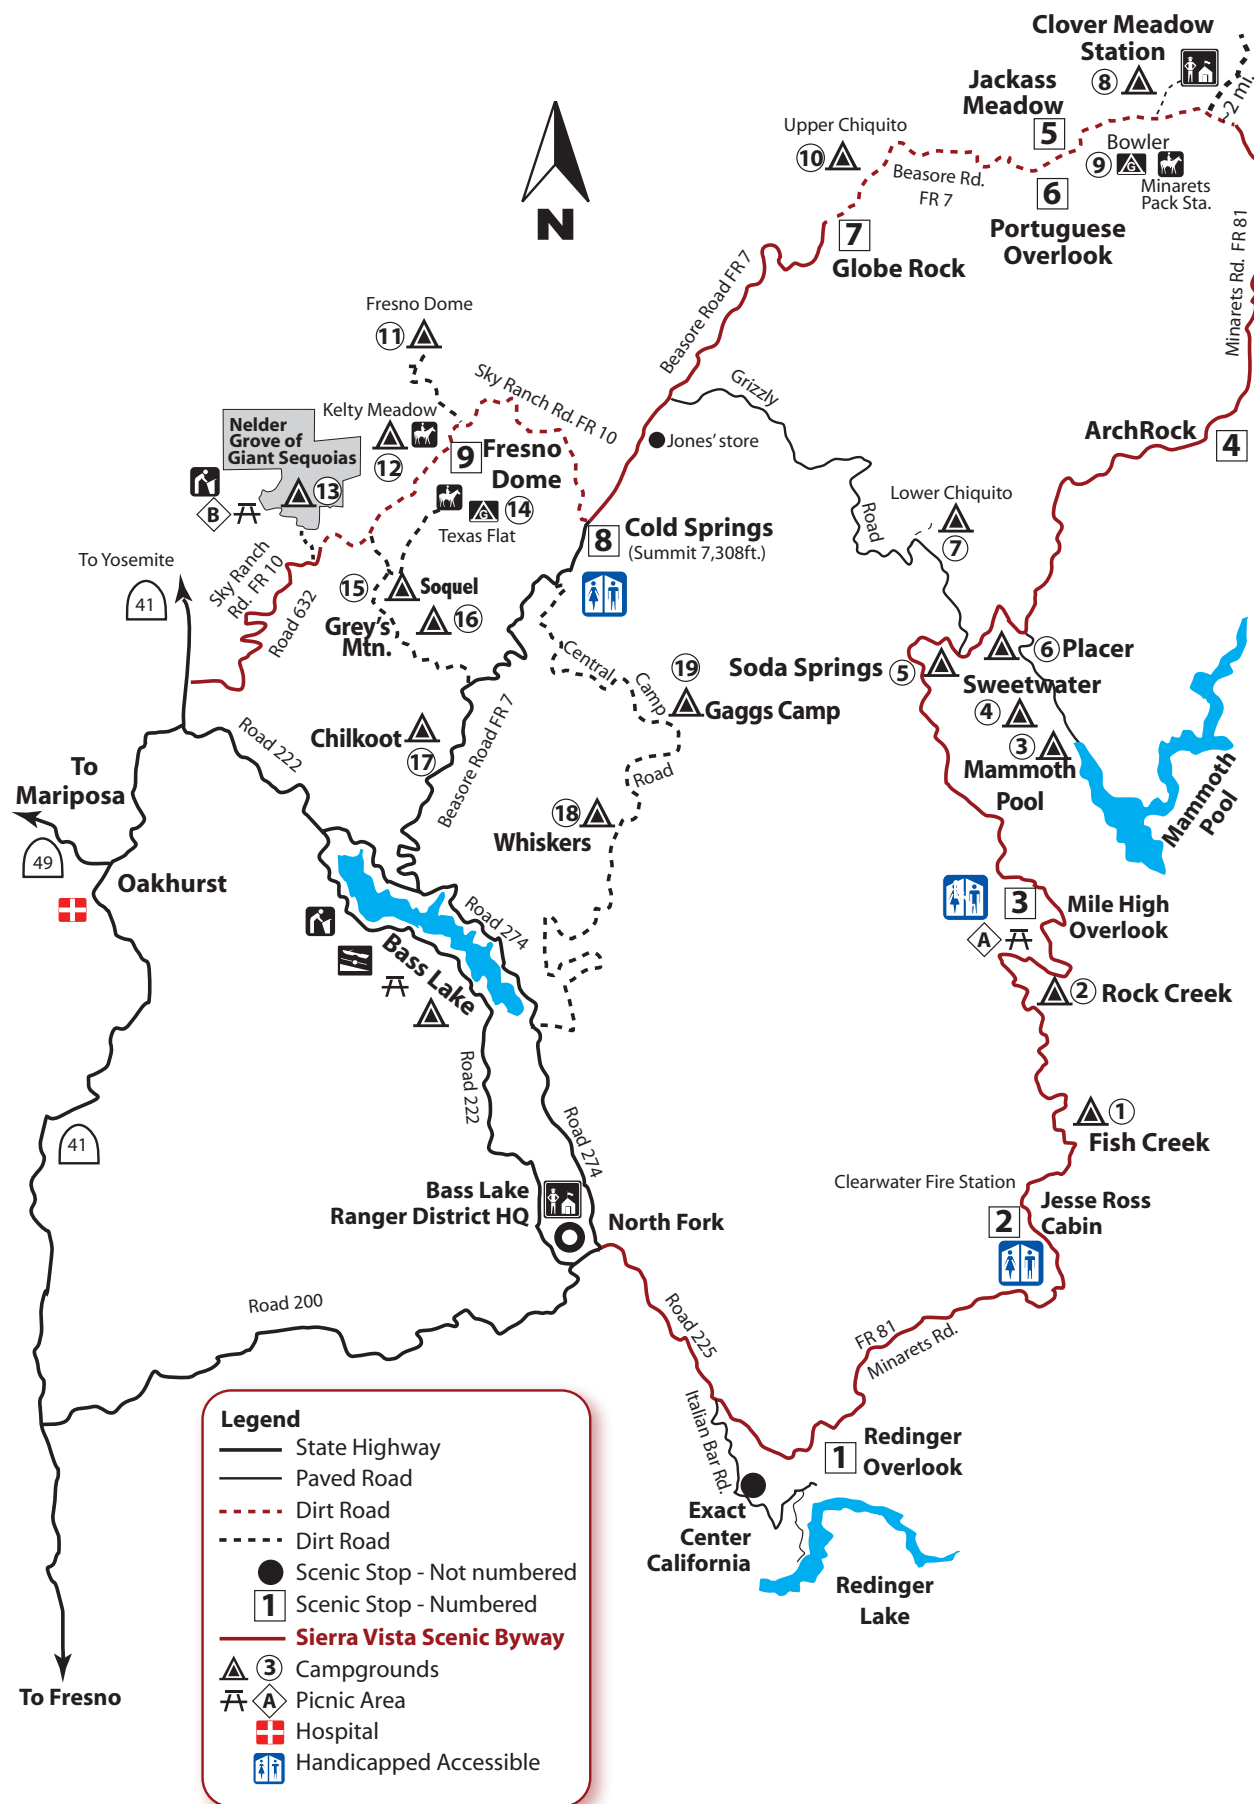 Clover Meadow
Station
8
2 mi.
Jackass
Meadow
5
Upper Chiquito
10
Bowler
9
G
Minarets
Pack Sta.
Beasore Rd.
FR 7
6
Portuguese
Overlook
N
7
Globe Rock
Minarets Rd. FR 81
Beasore Road FR 7
Fresno Dome
11
Sky Ranch Rd. FR 10
Grizzly
Road
Kelty Meadow
12
Nelder
Grove of
Giant Sequoias
13
B
9
Fresno
Dome
Jones' store
ArchRock
4
G
14
Texas Flat
Lower Chiquito
7
8
Cold Springs
(Summit 7,308ft.)
To Yosemite
41
Sky Ranch
Rd. FR 10
Road 632
15
Soquel
16
Grey's
Mtn.
Central
Camp
Road
19
Gaggs Camp
Soda Springs
5
6
Placer
Sweetwater
4
3
Mammoth
Pool
Mammoth
Pool
Road 222
Chilkoot
17
Beasore Road FR 7
To
Mariposa
49
Oakhurst
18
Whiskers
3
Mile High
Overlook
A
Road 274
Bass Lake
2
Rock Creek
Road 222
41
1
Fish Creek
Road 274
Clearwater Fire Station
Bass Lake
Ranger District HQ
North Fork
2
Jesse Ross
Cabin
Road 200
Road 225
FR 81
Minarets Rd.
Italian Bar Rd.
1
Redinger
Overlook
Exact
Center
California
Redinger
Lake
To Fresno
Legend
State Highway
Paved Road
Dirt Road
Dirt Road
Scenic Stop - Not numbered
1 Scenic Stop - Numbered
Sierra Vista Scenic Byway
3 Campgrounds
A Picnic Area
Hospital
Handicapped Accessible